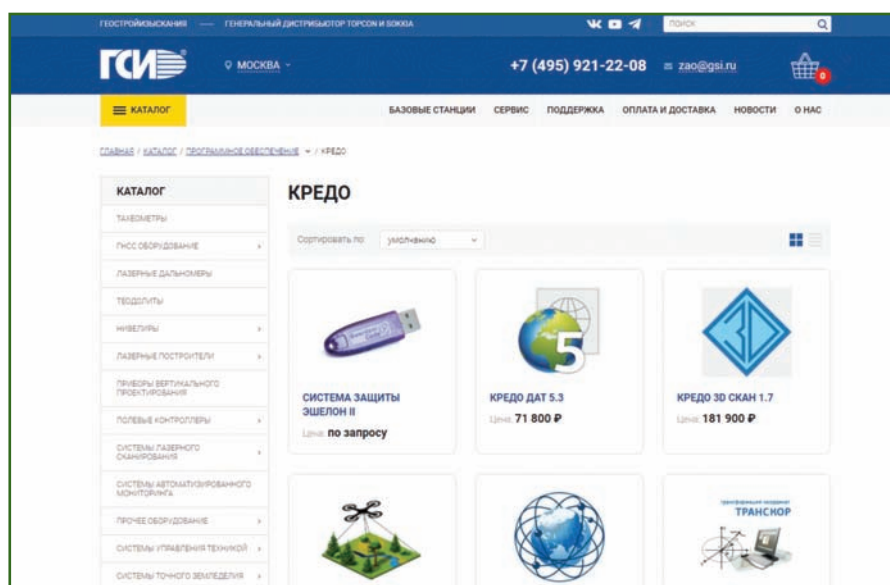 ГЕОСТРОЙИЗЫСКАНИЯ — ГЕНЕРАЛЬНЫЙ ДИСТРИБЬЮТОР TOPCON И SOKKIA
ПОИСК
ГСИ
МОСКВА
+7 (495) 921-22-08
zao@gsi.ru
0
КАТАЛОГ
БАЗОВЫЕ СТАНЦИИ СЕРВИС ПОДДЕРЖКА ОПЛАТА И ДОСТАВКА НОВОСТИ О НАС
ГЛАВНАЯ / КАТАЛОГ / ПРОГРАММНОЕ ОБЕСПЕЧЕНИЕ / КРЕДО
КАТАЛОГ
ТАХЕОМЕТРЫ
ГНСС ОБОРУДОВАНИЕ
ЛАЗЕРНЫЕ ДАЛЬНОМЕРЫ
ТЕОДОЛИТЫ
НИВЕЛИРЫ
ЛАЗЕРНЫЕ ПОСТРОИТЕЛИ
ПРИБОРЫ ВЕРТИКАЛЬНОГО
ПРОЕКТИРОВАНИЯ
ПОЛЕВЫЕ КОНТРОЛЛЕРЫ
СИСТЕМЫ ЛАЗЕРНОГО
СКАНИРОВАНИЯ
СИСТЕМЫ АВТОМАТИЗИРОВАННОГО
МОНИТОРИНГА
ПРОЧЕЕ ОБОРУДОВАНИЕ
СИСТЕМЫ УПРАВЛЕНИЯ ТЕХНИКОЙ
СИСТЕМЫ ТОЧНОГО ЗЕМЛЕДЕЛИЯ
КРЕДО
Сортировать по: умолчанию
СИСТЕМА ЗАЩИТЫ
ЭШЕЛОН II
Цена: по запросу
5
КРЕДО ДАТ 5.3
Цена: 71 800 ₽
3D
КРЕДО 3D СКАН 1.7
Цена: 181 900 ₽
трансформация координат
ТРАНСКОР